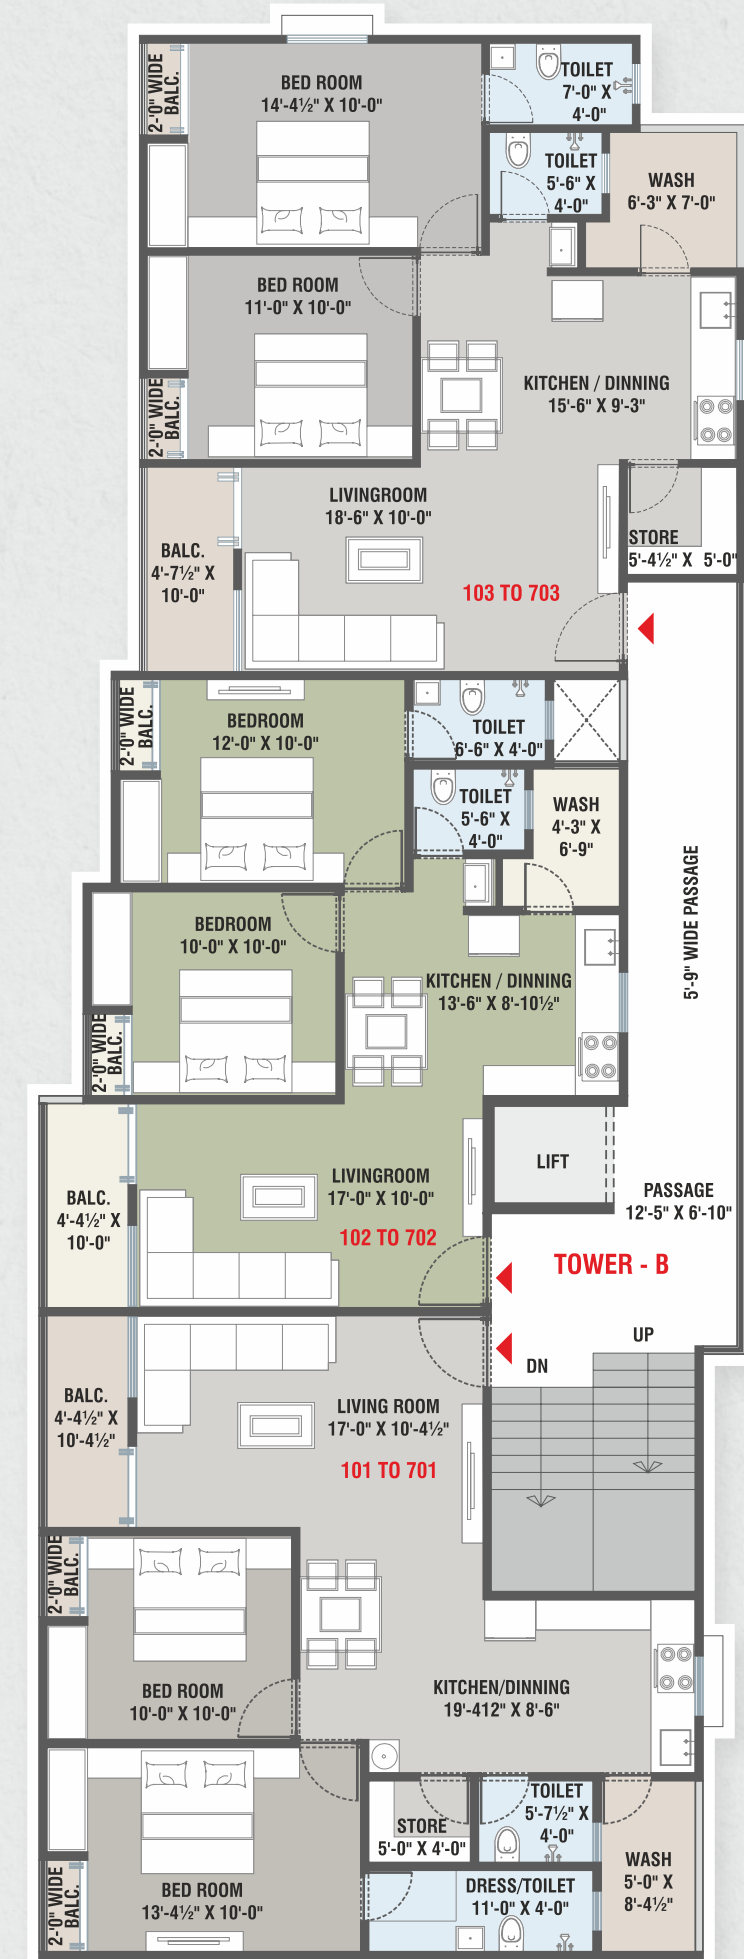 2-'0" WIDE
BALC.
BED ROOM
14'-4½" X 10'-0"
TOILET
7'-0" X
4'-0"
TOILET
5'-6" X
4'-0"
WASH
6'-3" X 7'-0"
BED ROOM
11'-0" X 10'-0"
2-'0" WIDE
BALC.
KITCHEN / DINNING
15'-6" X 9'-3"
LIVINGROOM
18'-6" X 10'-0"
STORE
5'-4½" X 5'-0"
BALC.
4'-7½" X
10'-0"
103 TO 703
2-'0" WIDE
BALC.
BEDROOM
12'-0" X 10'-0"
TOILET
6'-6" X 4'-0"
TOILET
5'-6" X
4'-0"
WASH
4'-3" X
6'-9"
5'-9" WIDE PASSAGE
BEDROOM
10'-0" X 10'-0"
KITCHEN / DINNING
13'-6" X 8'-10½"
2-'0" WIDE
BALC.
LIFT
LIVINGROOM
17'-0" X 10'-0"
PASSAGE
12'-5" X 6'-10"
BALC.
4'-4½" X
10'-0"
102 TO 702
TOWER - B
UP
DN
BALC.
4'-4½" X
10'-4½"
LIVING ROOM
17'-0" X 10'-4½"
101 TO 701
2-'0" WIDE
BALC.
BED ROOM
10'-0" X 10'-0"
KITCHEN/DINNING
19'-412" X 8'-6"
STORE
5'-0" X 4'-0"
TOILET
5'-7½" X
4'-0"
WASH
5'-0" X
8'-4½"
2-'0" WIDE
BALC.
BED ROOM
13'-4½" X 10'-0"
DRESS/TOILET
11'-0" X 4'-0"